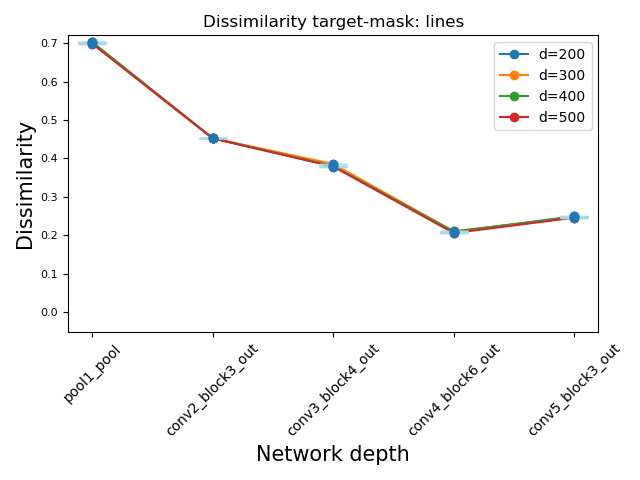 Dissimilarity target-mask: lines
Dissimilarity
0.7
0.6
0.5
0.4
0.3
0.2
0.1
0.0
d=200
d=300
d=400
d=500
pool1_pool
conv2_block3_out
conv3_block4_out
conv4_block6_out
conv5_block3_out
Network depth